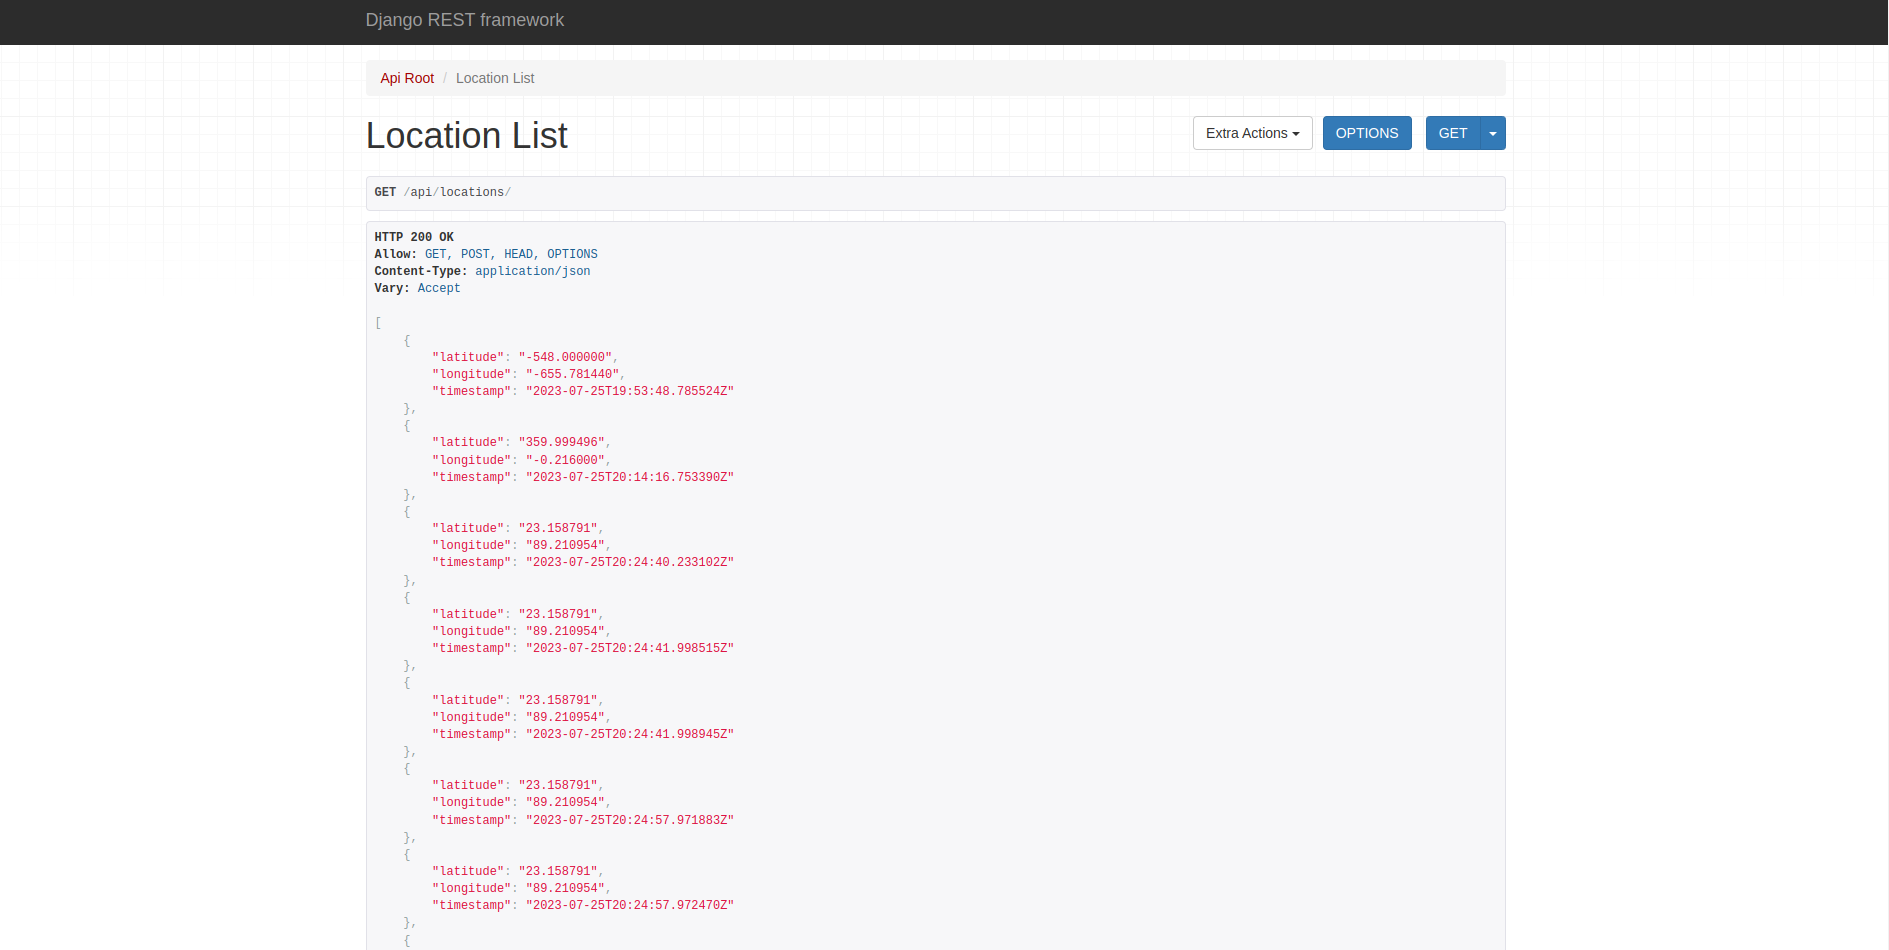 Django REST framework
Api Root / Location List
Location List
Extra Actions OPTIONS GET
GET /api/locations/
HTTP 200 OK
Allow: GET, POST, HEAD, OPTIONS
Content-Type: application/json
Vary: Accept
[
    {
        "latitude": "-548.000000",
        "longitude": "-655.781440",
        "timestamp": "2023-07-25T19:53:48.785524Z"
    },
    {
        "latitude": "359.999496",
        "longitude": "-0.216000",
        "timestamp": "2023-07-25T20:14:16.753390Z"
    },
    {
        "latitude": "23.158791",
        "longitude": "89.210954",
        "timestamp": "2023-07-25T20:24:40.233102Z"
    },
    {
        "latitude": "23.158791",
        "longitude": "89.210954",
        "timestamp": "2023-07-25T20:24:41.998515Z"
    },
    {
        "latitude": "23.158791",
        "longitude": "89.210954",
        "timestamp": "2023-07-25T20:24:41.998945Z"
    },
    {
        "latitude": "23.158791",
        "longitude": "89.210954",
        "timestamp": "2023-07-25T20:24:57.971883Z"
    },
    {
        "latitude": "23.158791",
        "longitude": "89.210954",
        "timestamp": "2023-07-25T20:24:57.972470Z"
    },
    {